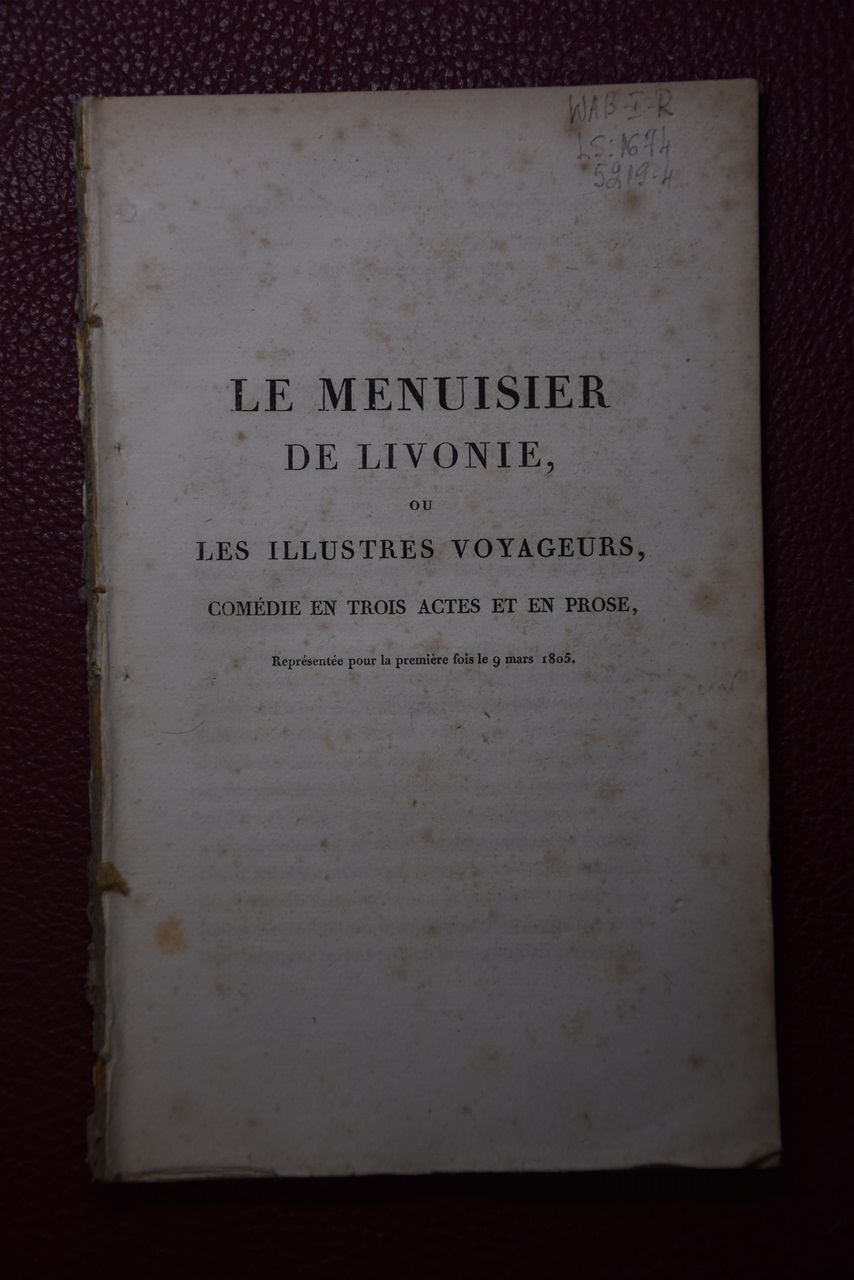 WAB-I-R
LS:1674
5219-4
LE MENUISIER
DE LIVONIE,
OU
LES ILLUSTRES VOYAGEURS,
COMÉDIE EN TROIS ACTES ET EN PROSE,
Représentée pour la première fois le 9 mars 1805.